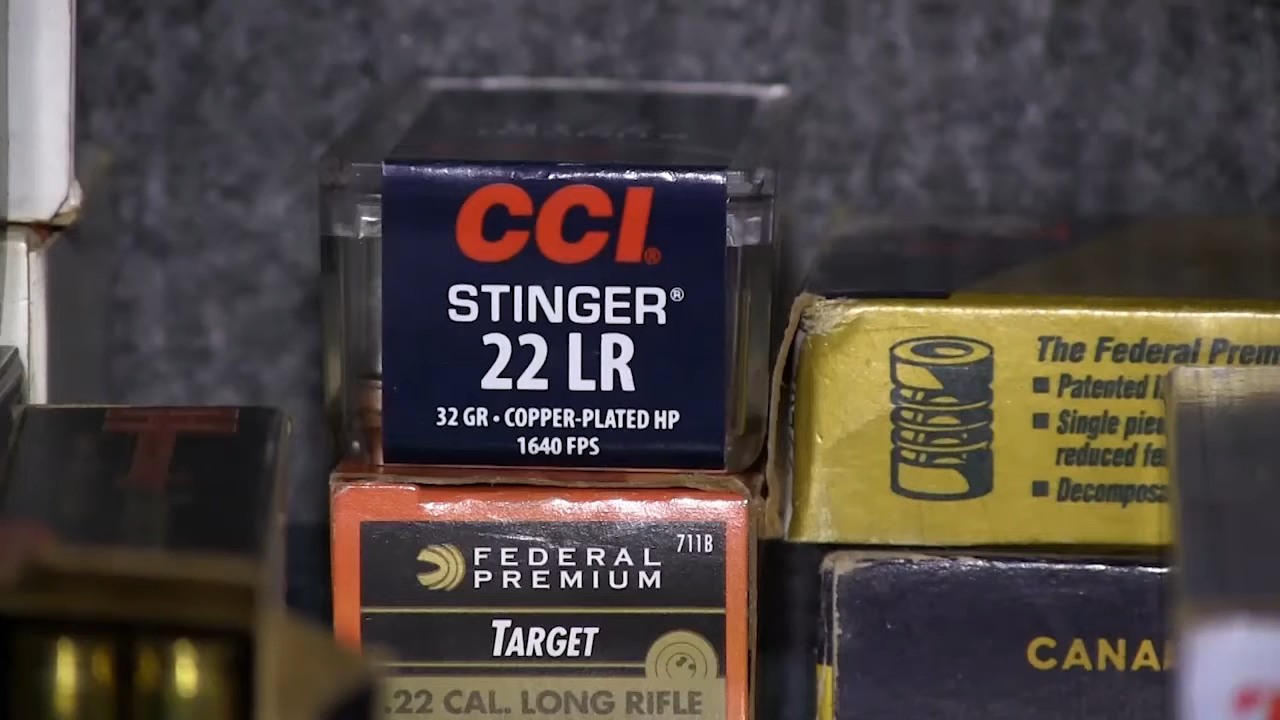 CCI®
STINGER®
22 LR
32 GR • COPPER-PLATED HP
1640 FPS
711B
FEDERAL
PREMIUM
TARGET
.22 CAL. LONG RIFLE
The Federal Prem
■ Patented
■ Single pie
reduced fe
■ Decompos
CANA